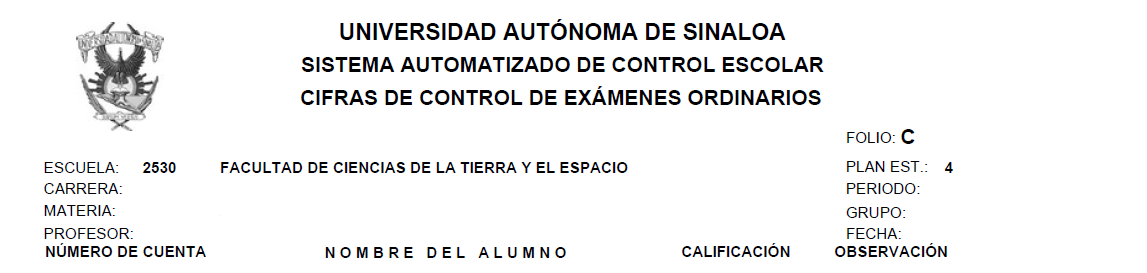 UNIVERSIDAD AUTÓNOMA DE SINALOA
SISTEMA AUTOMATIZADO DE CONTROL ESCOLAR
CIFRAS DE CONTROL DE EXÁMENES ORDINARIOS
FOLIO: C
ESCUELA: 2530 FACULTAD DE CIENCIAS DE LA TIERRA Y EL ESPACIO PLAN EST.: 4
CARRERA: PERIODO:
MATERIA: GRUPO:
PROFESOR: FECHA:
NÚMERO DE CUENTA NOMBRE DEL ALUMNO CALIFICACIÓN OBSERVACIÓN